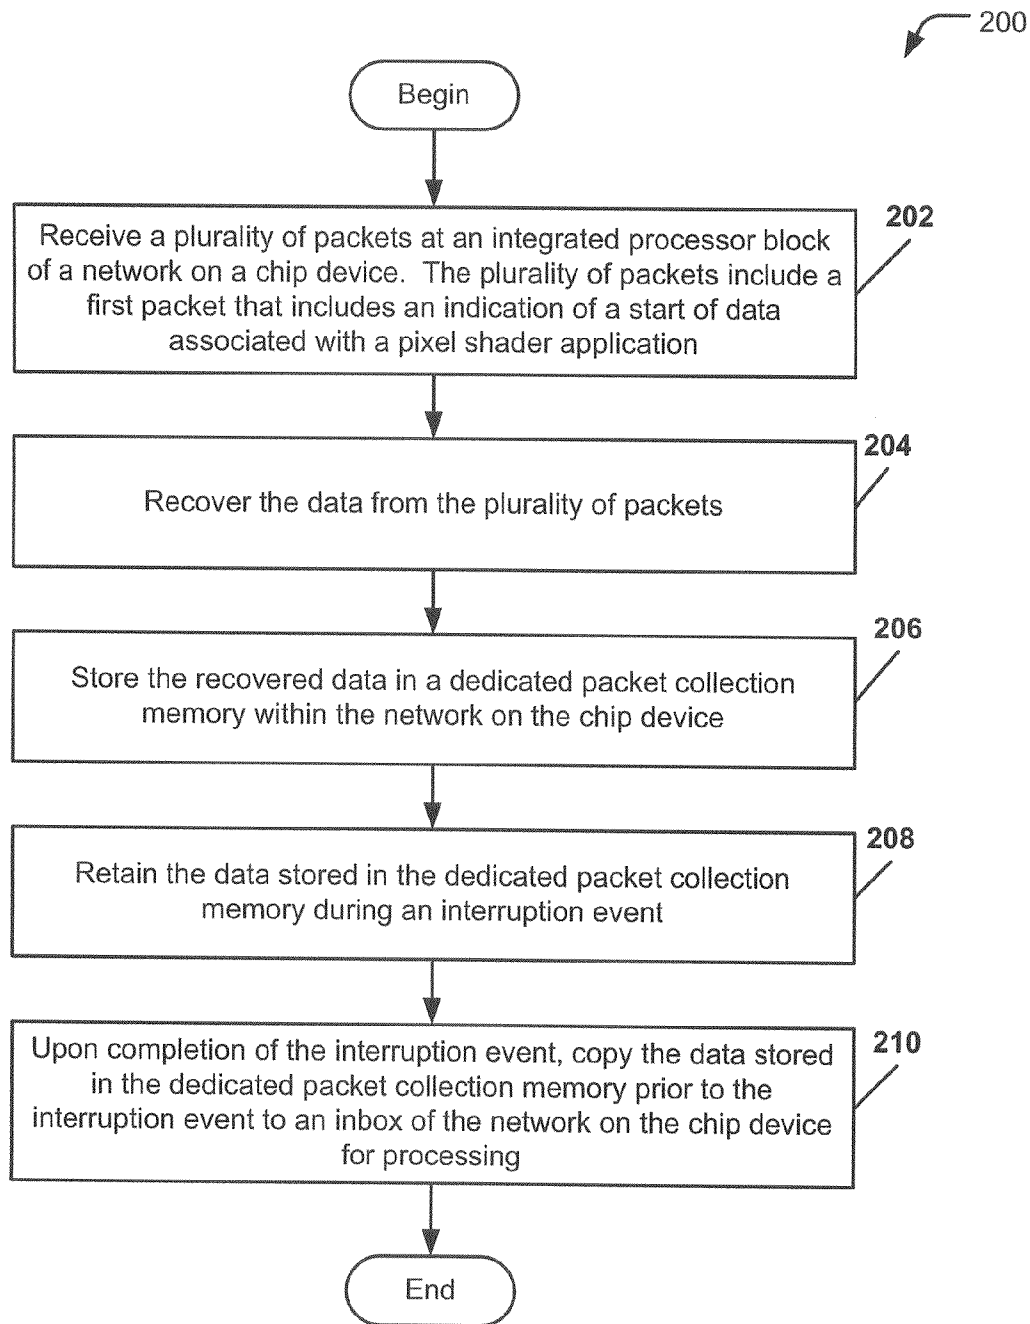 200
Begin
202
Receive a plurality of packets at an integrated processor block
of a network on a chip device. The plurality of packets include a
first packet that includes an indication of a start of data
associated with a pixel shader application
204
Recover the data from the plurality of packets
206
Store the recovered data in a dedicated packet collection
memory within the network on the chip device
208
Retain the data stored in the dedicated packet collection
memory during an interruption event
210
Upon completion of the interruption event, copy the data stored
in the dedicated packet collection memory prior to the
interruption event to an inbox of the network on the chip device
for processing
End